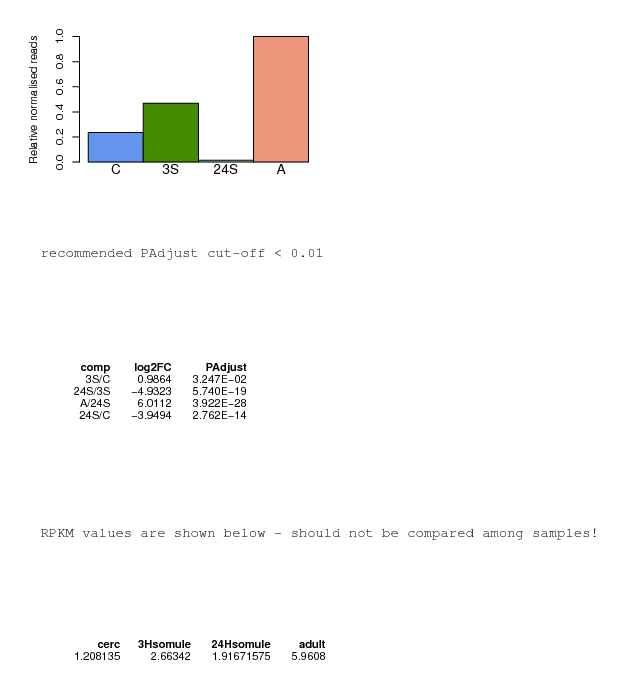 Relative normalised reads
1.0
0.8
0.6
0.4
0.2
0.0
C 3S 24S A
recommended PAdjust cut-off < 0.01
comp log2FC PAdjust
3S/C 0.9864 3.247E-02
24S/3S −4.9323 5.740E-19
A/24S 6.0112 3.922E-28
24S/C −3.9494 2.762E-14
RPKM values are shown below - should not be compared among samples!
cerc 3Hsomule 24Hsomule adult
1.208135 2.66342 1.91671575 5.9608